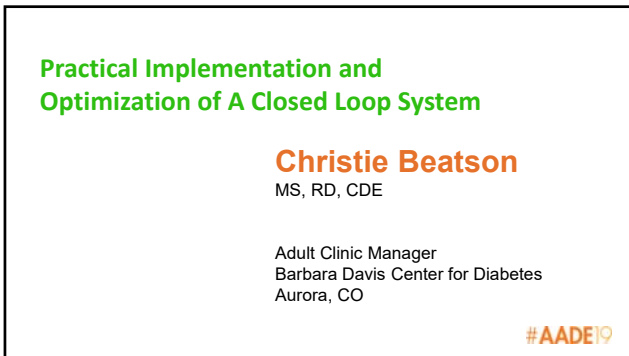 Practical Implementation and
Optimization of A Closed Loop System
Christie Beatson
MS, RD, CDE
Adult Clinic Manager
Barbara Davis Center for Diabetes
Aurora, CO
#AADE19